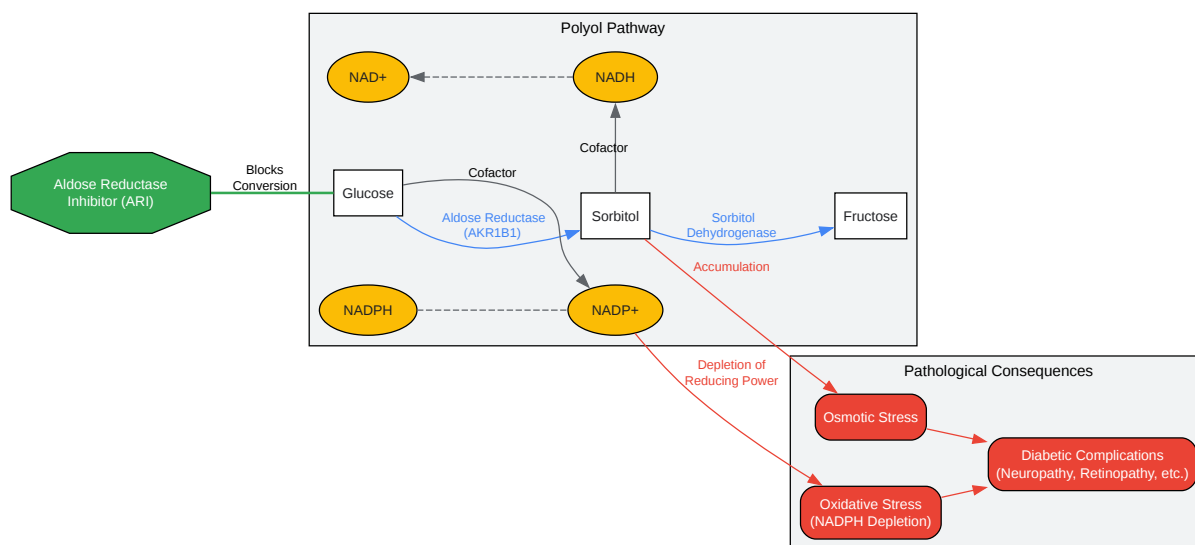 Polyol Pathway
NAD+
NADH
Aldose Reductase
Inhibitor (ARI)
Blocks
Conversion
Glucose
Cofactor
Cofactor
Aldose Reductase
(AKR1B1)
Sorbitol
Sorbitol
Dehydrogenase
Fructose
Accumulation
NADPH
NADP+
Depletion of
Reducing Power
Pathological Consequences
Osmotic Stress
Diabetic Complications
(Neuropathy, Retinopathy, etc.)
Oxidative Stress
(NADPH Depletion)